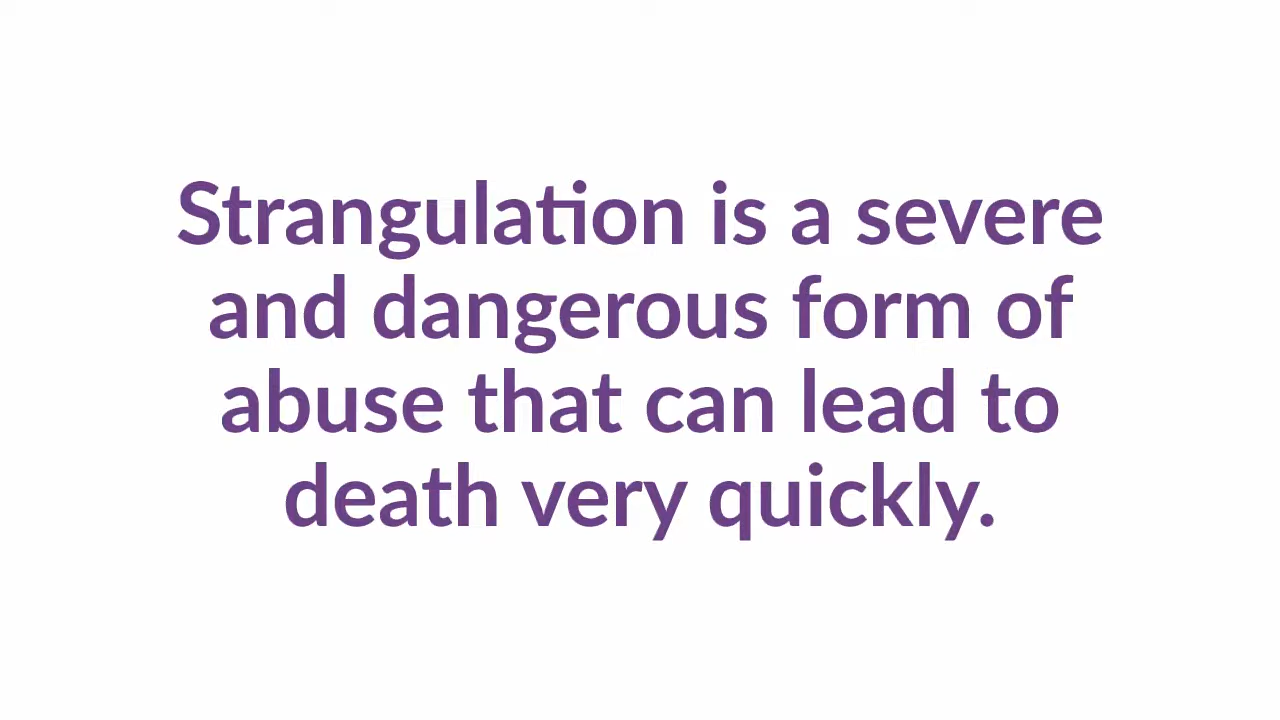 Strangulation is a severe
and dangerous form of
abuse that can lead to
death very quickly.